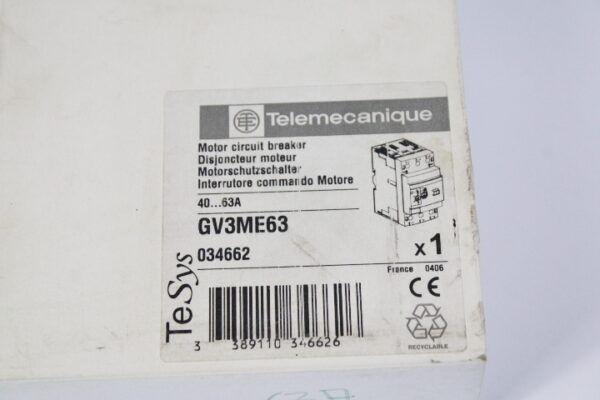 Telemecanique
Motor circuit breaker
Disjoncteur moteur
Motorschutzschalter
Interrutore commando Motore
40...63A
GV3ME63
034662
x 1
France 0406
CE
TeSys
3 389110 346626
RECYCLABLE